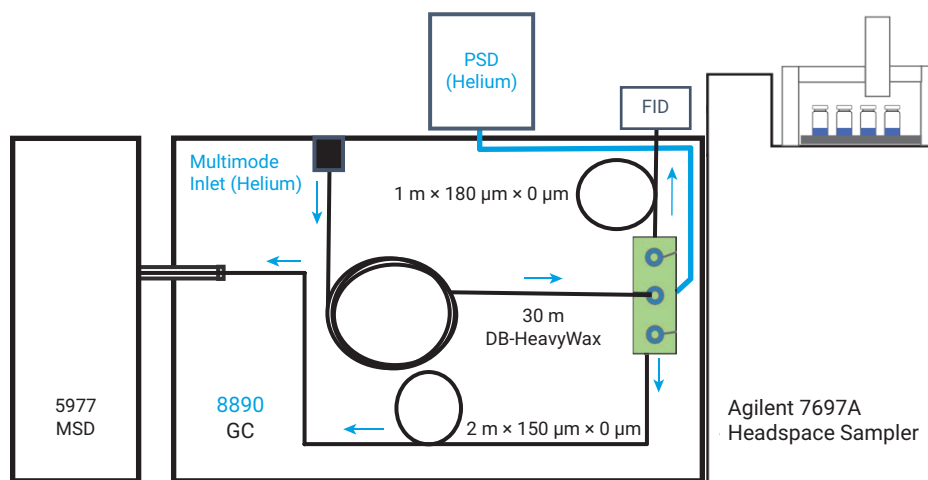 PSD
(Helium)
FID
Multimode
Inlet (Helium)
1 m × 180 µm × 0 µm
30 m
DB-HeavyWax
5977
MSD
8890
GC
2 m × 150 µm × 0 µm
Agilent 7697A
Headspace Sampler